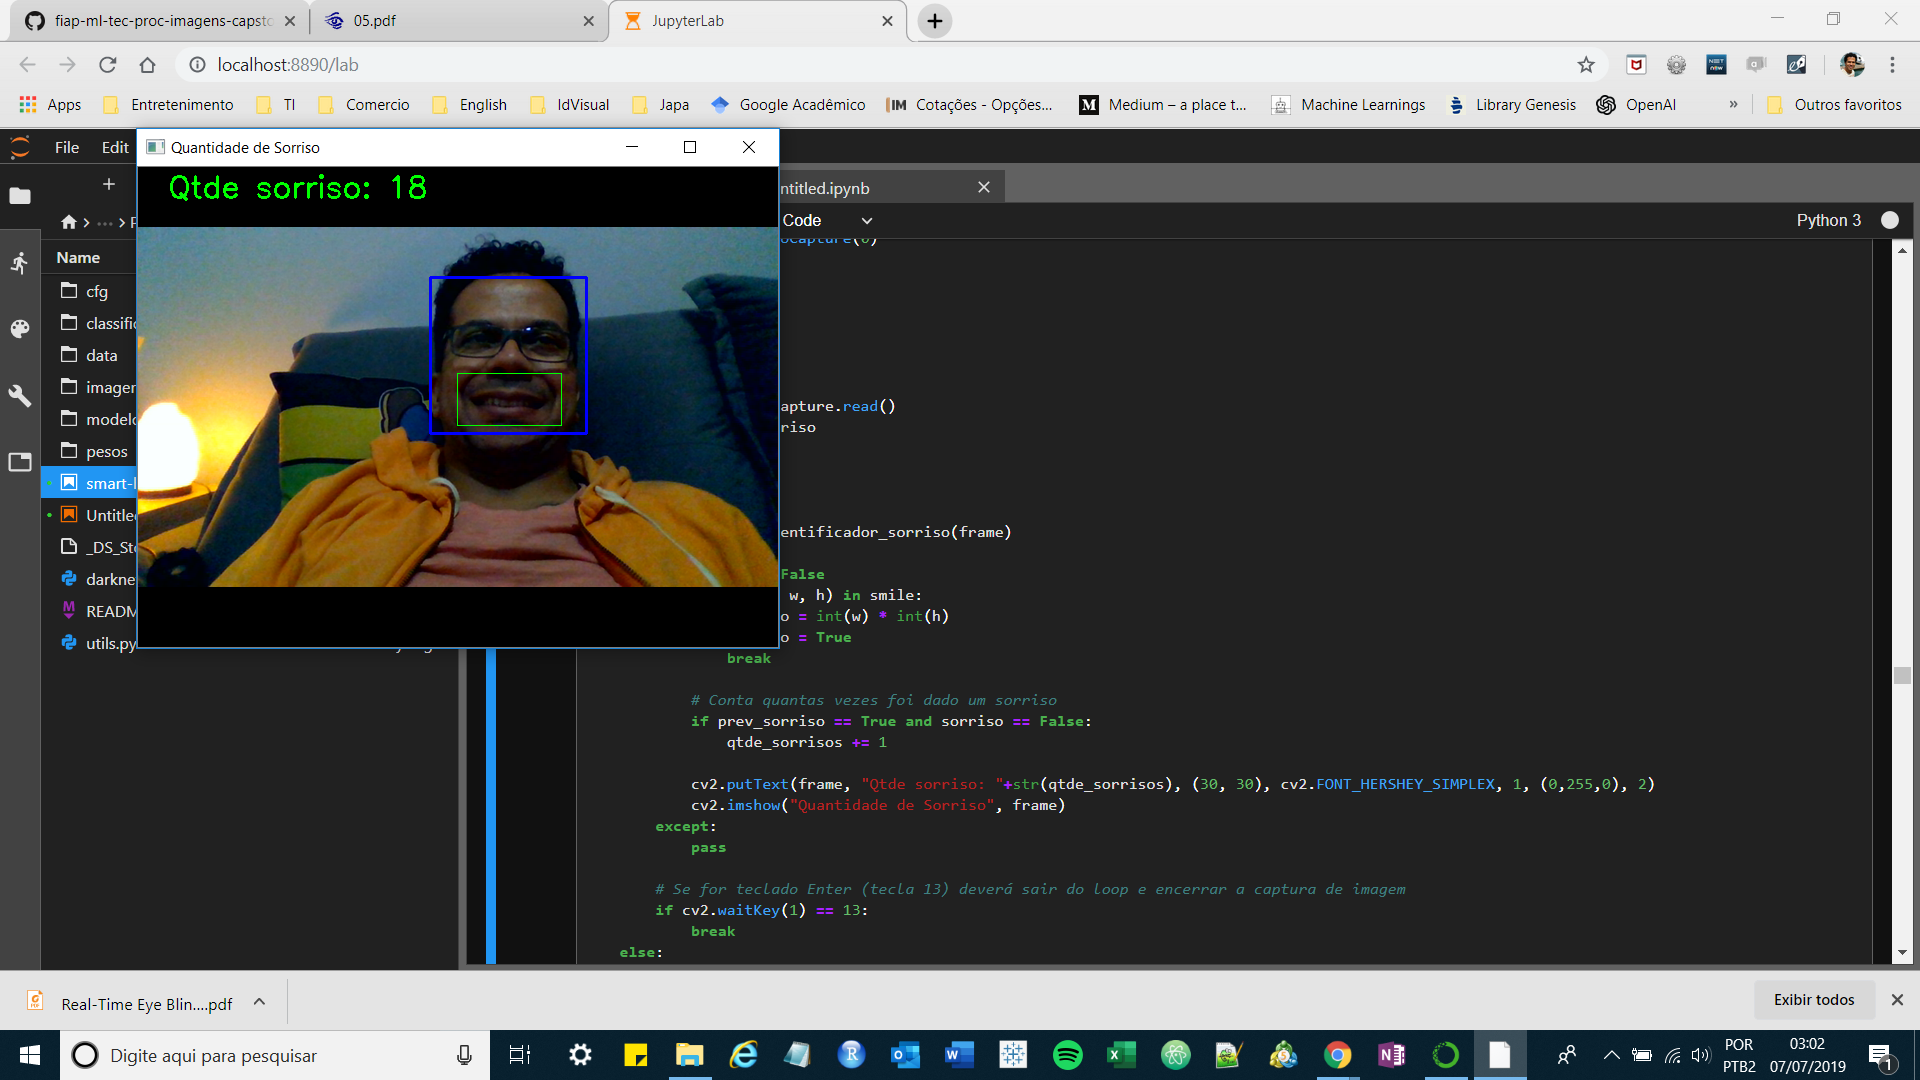 fiap-ml-tec-proc-imagens-capsto
05.pdf
JupyterLab
localhost:8890/lab
Apps
Entretenimento
TI
Comercio
English
IdVisual
Japa
Google Acadêmico
IM
Cotações - Opções...
M
Medium – a place t...
Machine Learnings
Library Genesis
OpenAI
»
Outros favoritos
File
Edit
Quantidade de Sorriso
Qtde sorriso: 18
ntitled.ipynb
Code
Python 3
Name
cfg
classific
data
imagen
modelo
pesos
smart-
Untitled
_DS_Sto
darkne
READM
utils.py
ocapture(0)
apture.read()
riso
entificador_sorriso(frame)
False
w, h) in smile:
o = int(w) * int(h)
o = True
break
# Conta quantas vezes foi dado um sorriso
if prev_sorriso == True and sorriso == False:
qtde_sorrisos += 1
cv2.putText(frame, "Qtde sorriso: "+str(qtde_sorrisos), (30, 30), cv2.FONT_HERSHEY_SIMPLEX, 1, (0,255,0), 2)
cv2.imshow("Quantidade de Sorriso", frame)
except:
pass
# Se for teclado Enter (tecla 13) deverá sair do loop e encerrar a captura de imagem
if cv2.waitKey(1) == 13:
break
else:
Real-Time Eye Blin....pdf
Exibir todos
Digite aqui para pesquisar
POR
PTB2
03:02
07/07/2019
1